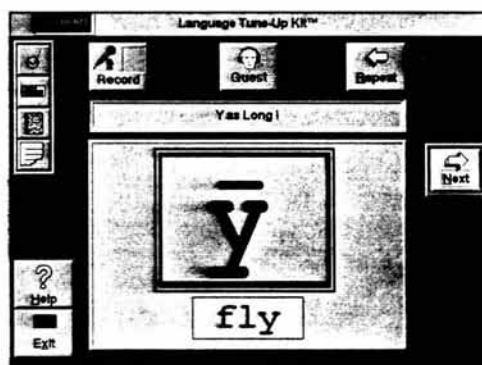 Language Tune-Up Kit™
Record
Guest
Repeat
Y as Long I
Next
ȳ
fly
Help
Exit